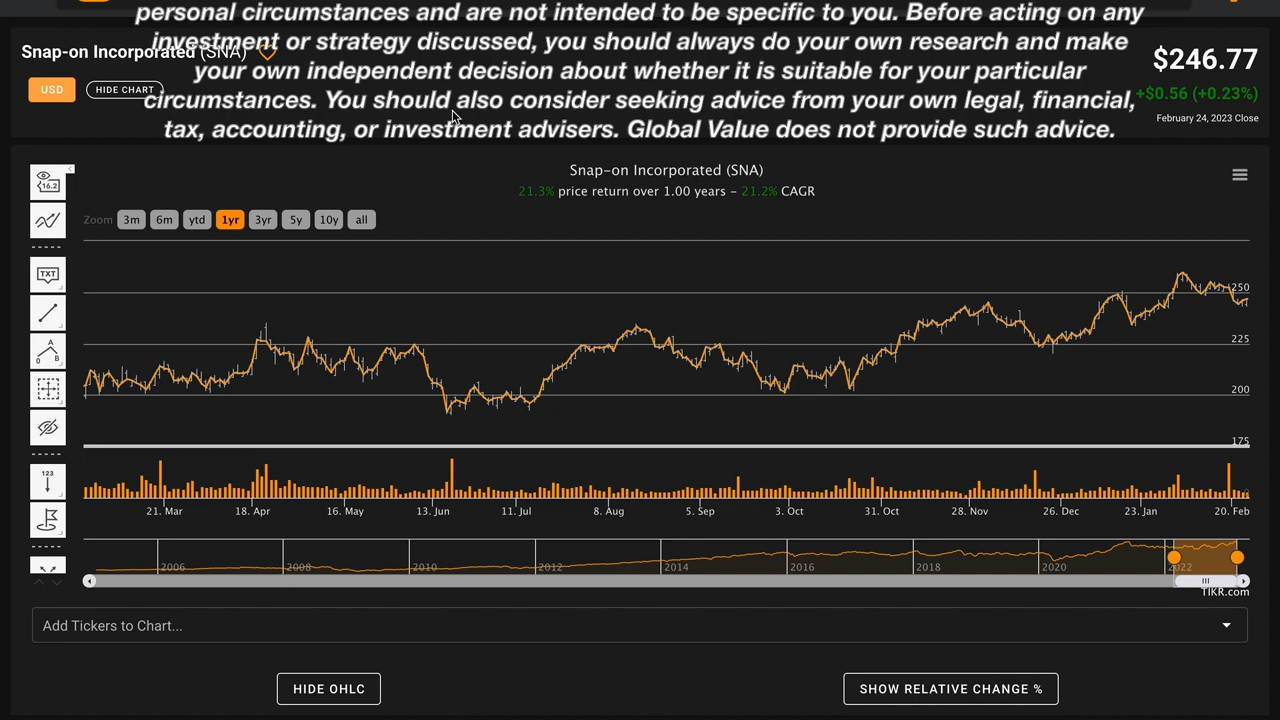 personal circumstances and are not intended to be specific to you. Before acting on any
investment or strategy discussed, you should always do your own research and make
your own independent decision about whether it is suitable for your particular
circumstances. You should also consider seeking advice from your own legal, financial,
tax, accounting, or investment advisers. Global Value does not provide such advice.
Snap-on Incorporated (SNA)
$246.77
USD
HIDE CHART
+$0.56 (+0.23%)
February 24, 2023 Close
Snap-on Incorporated (SNA)
21.3% price return over 1.00 years – 21.2% CAGR
16.2
Zoom 3m 6m ytd 1yr 3yr 5y 10y all
TXT
250
225
200
175
A
0 B
123
0
21. Mar 18. Apr 16. May 13. Jun 11. Jul 8. Aug 5. Sep 3. Oct 31. Oct 28. Nov 26. Dec 23. Jan 20. Feb
2006 2008 2010 2012 2014 2016 2018 2020 2022
TIKR.com
Add Tickers to Chart...
HIDE OHLC
SHOW RELATIVE CHANGE %